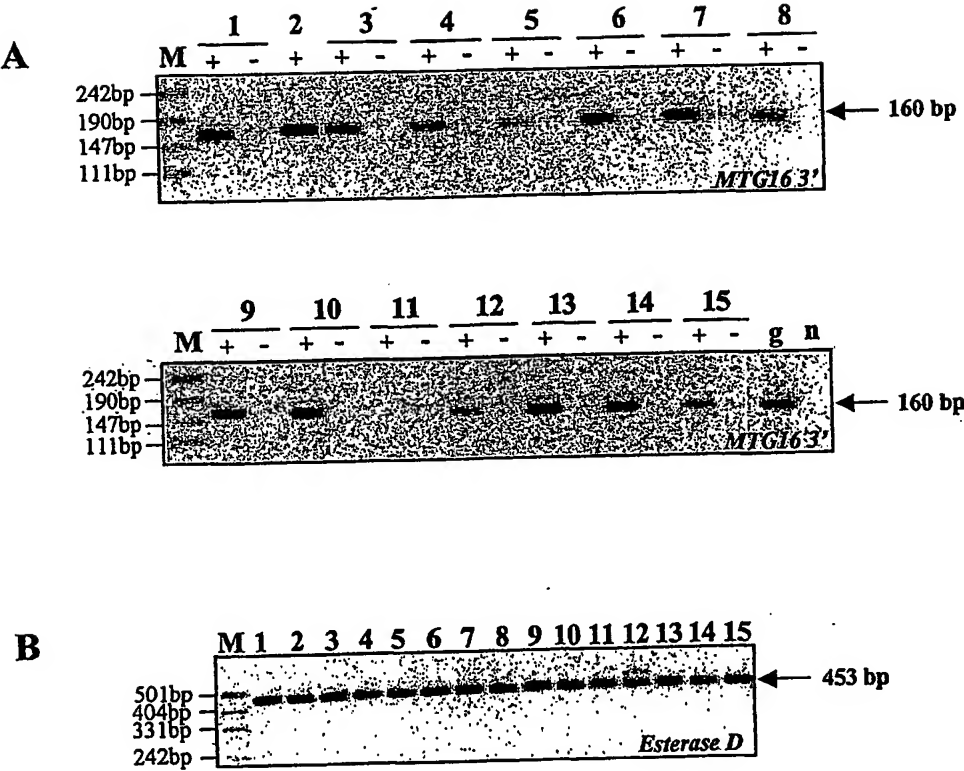 A
1 2 3 4 5 6 7 8
M + - + + - + - + - + - + - + -
242bp
190bp
147bp
111bp
160 bp
MTG16 3'
9 10 11 12 13 14 15
M + - + - + - + - + - + - + - g n
242bp
190bp
147bp
111bp
160 bp
MTG16 3'
B
M 1 2 3 4 5 6 7 8 9 10 11 12 13 14 15
501bp
404bp
331bp
242bp
453 bp
Esterase D